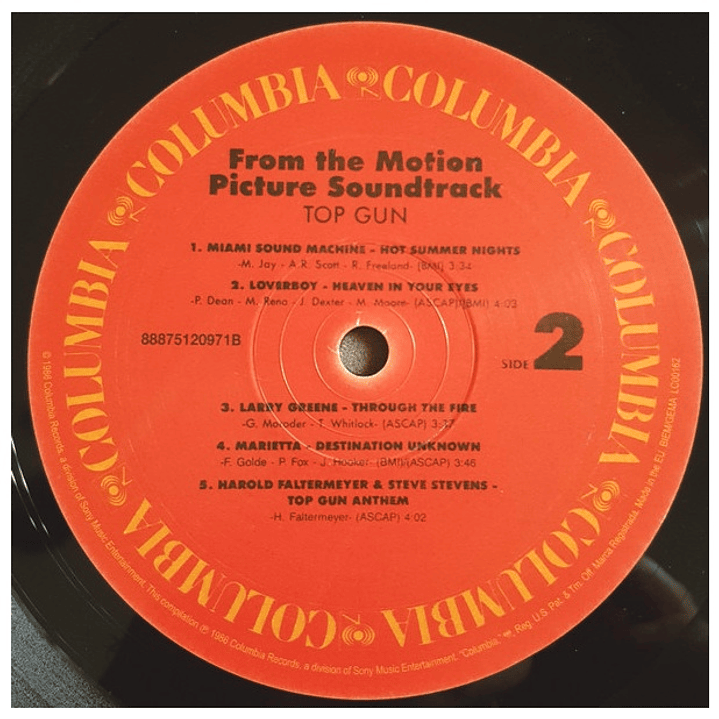 COLUMBIA COLUMBIA COLUMBIA COLUMBIA COLUMBIA COLUMBIA COLUMBIA COLUMBIA
From the Motion
Picture Soundtrack
TOP GUN
1. MIAMI SOUND MACHINE - HOT SUMMER NIGHTS
-M. Jay - A.R. Scott - R. Freeland- (BMI) 3:34
2. LOVERBOY - HEAVEN IN YOUR EYES
-P. Dean - M. Reno - J. Dexter - M. Moore- (ASCAP)(BMI) 4:03
88875120971B
SIDE 2
3. LARRY GREENE - THROUGH THE FIRE
-G. Moroder - T. Whitlock- (ASCAP) 3:37
4. MARIETTA - DESTINATION UNKNOWN
-F. Golde - P. Fox - J. Hooker- (BMI)/(ASCAP) 3:46
5. HAROLD FALTERMEYER & STEVE STEVENS -
TOP GUN ANTHEM
-H. Faltermeyer- (ASCAP) 4:02
© 1986 Columbia Records, a division of Sony Music Entertainment. This compilation ℗ 1986 Columbia Records, a division of Sony Music Entertainment. "Columbia," Reg. U.S. Pat. & Tm. Off. Marca Registrada. Made in the EU BIEM/GEMA LC00162